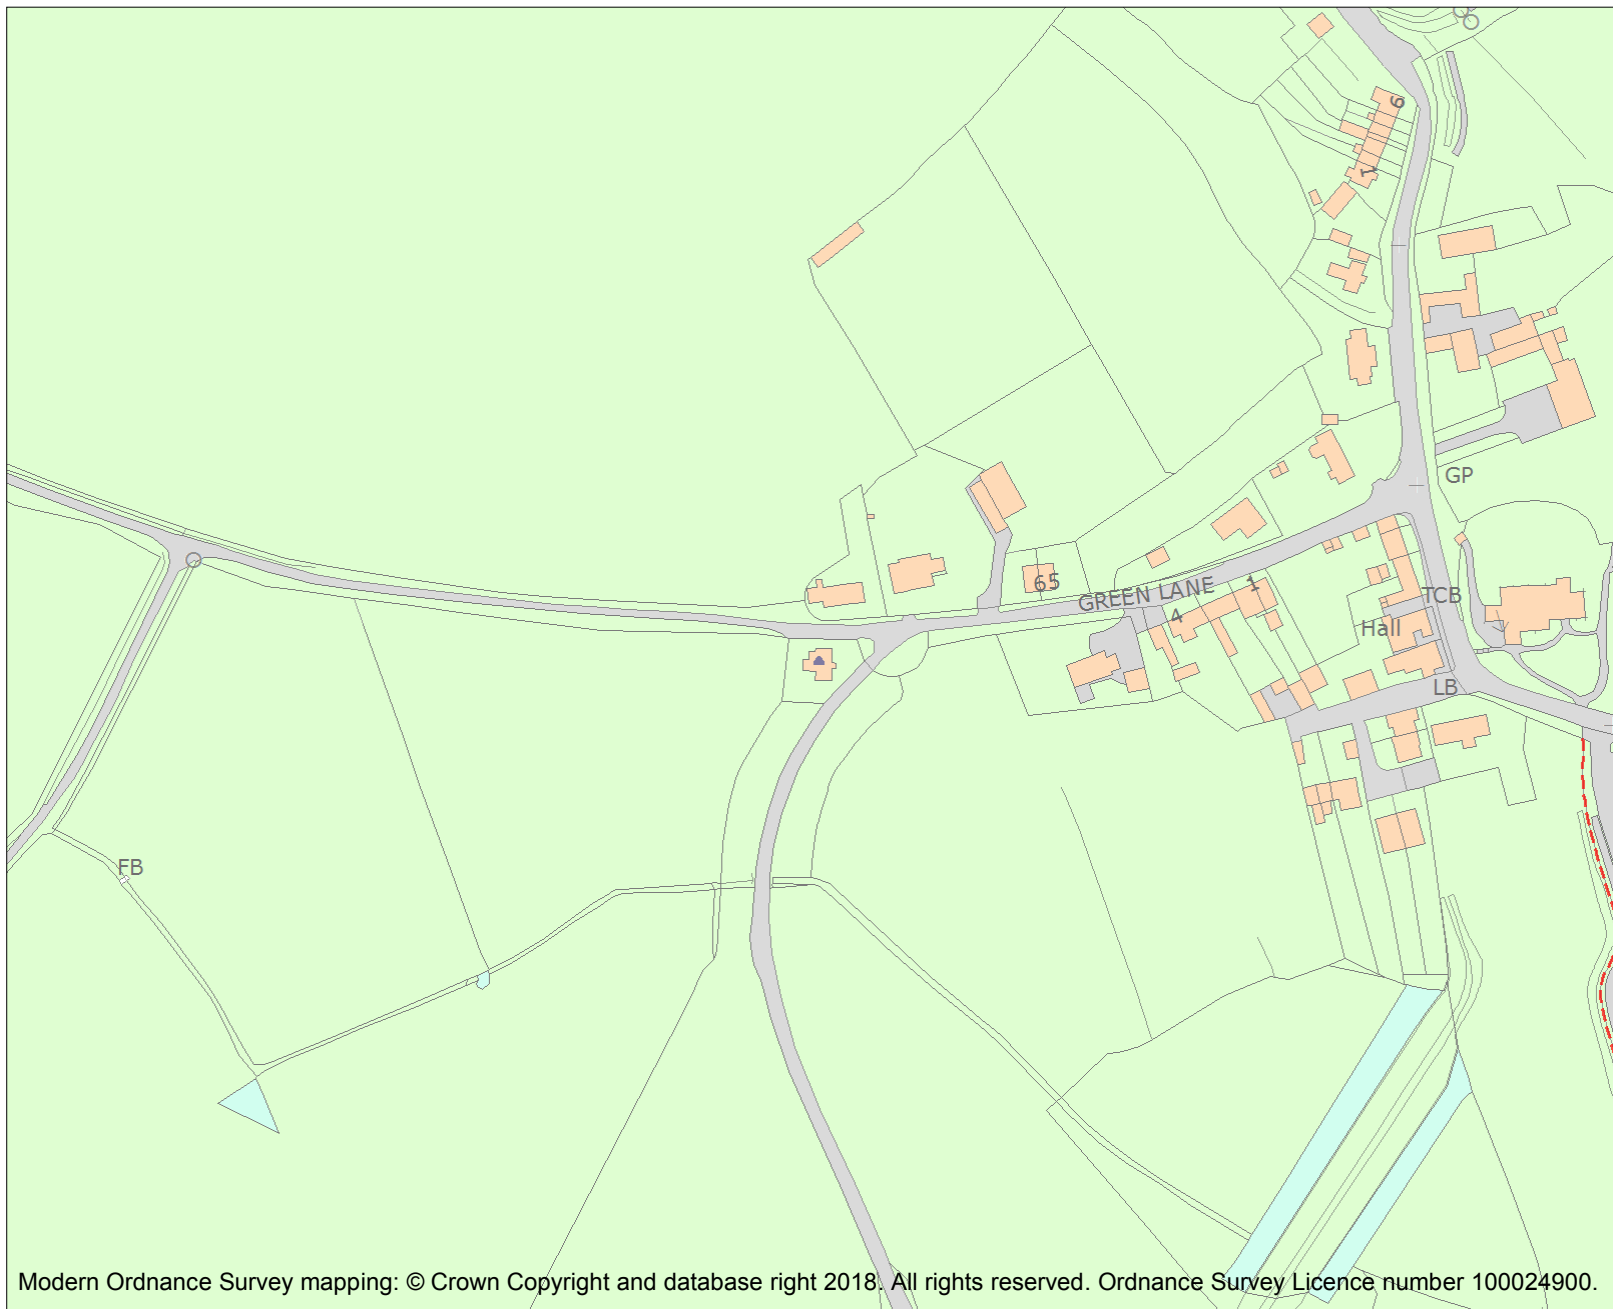 6
1
GP
65
GREEN LANE
1
4
TCB
Hall
LB
FB
Modern Ordnance Survey mapping: © Crown Copyright and database right 2018. All rights reserved. Ordnance Survey Licence number 100024900.